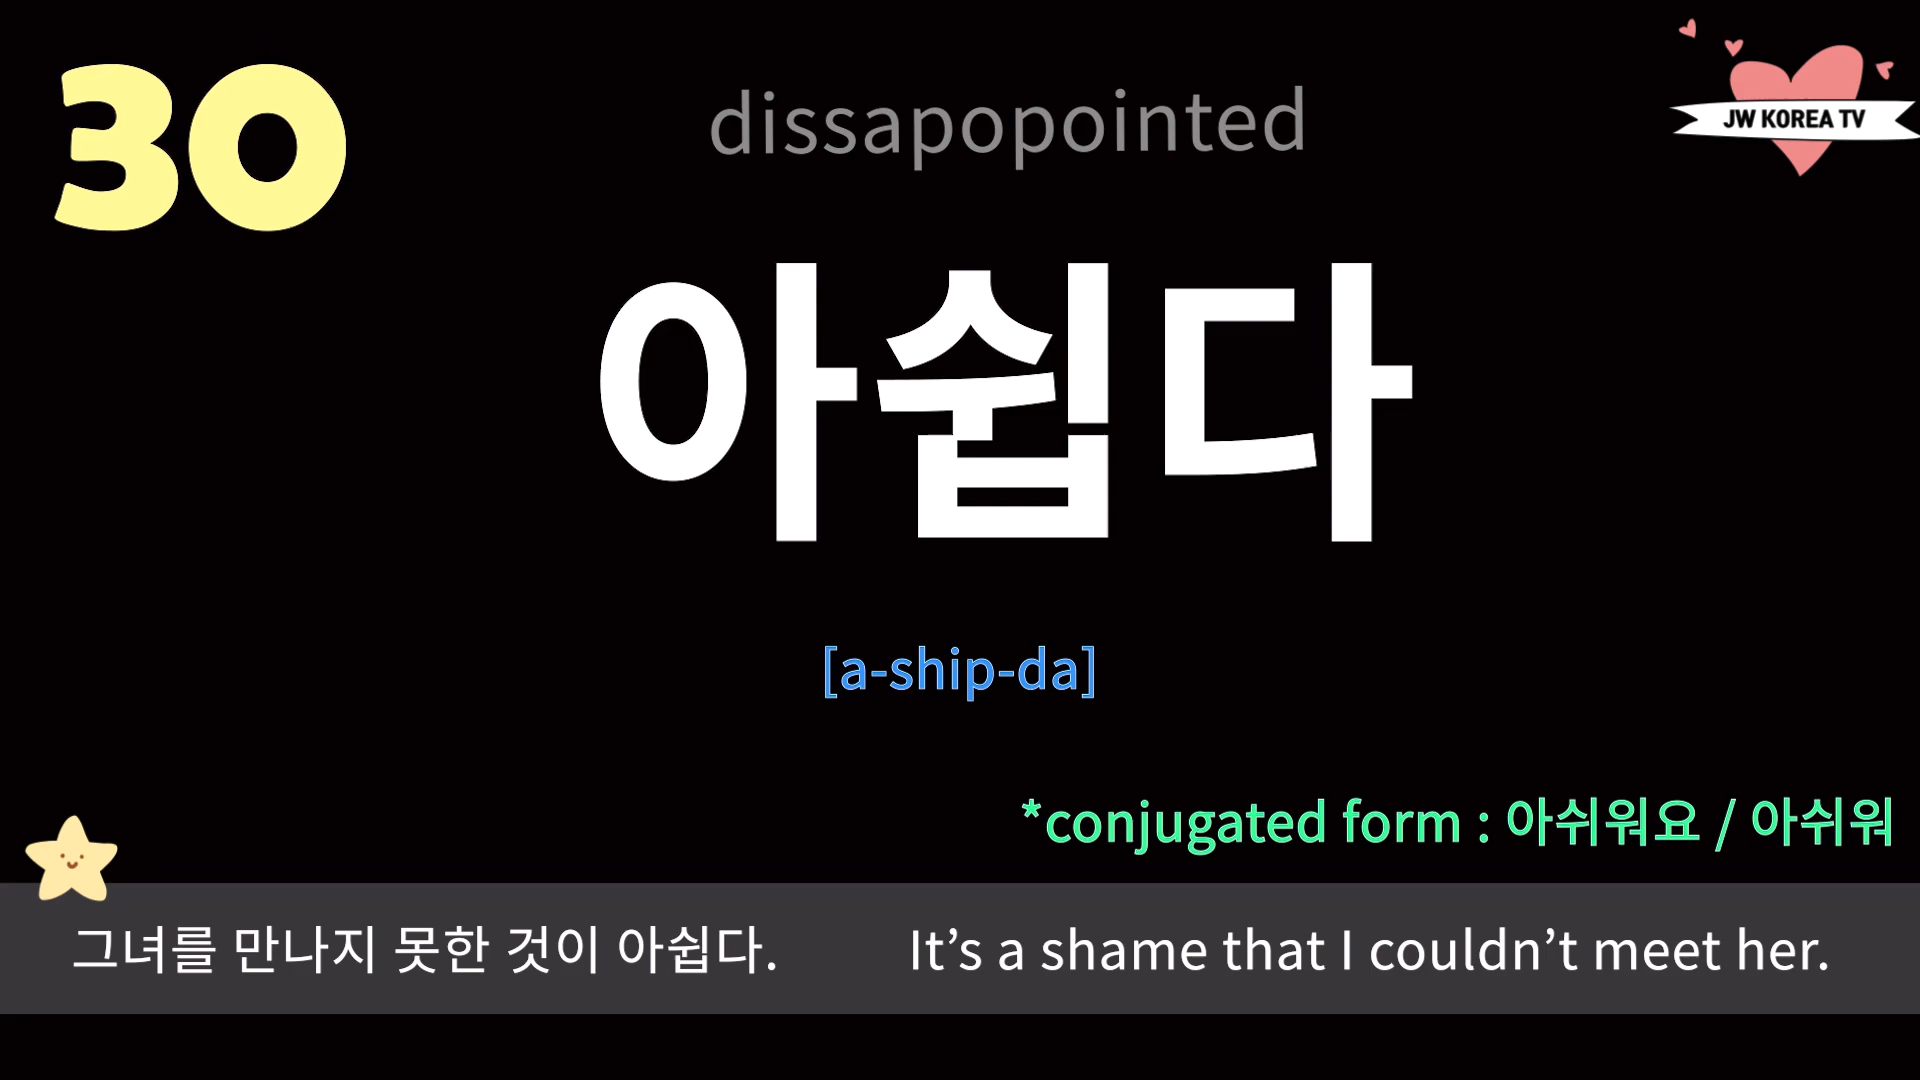 30
dissapopointed
JW KOREA TV
아쉽다
[a-ship-da]
*conjugated form : 아쉬워요 / 아쉬워
그녀를 만나지 못한 것이 아쉽다.
It’s a shame that I couldn’t meet her.